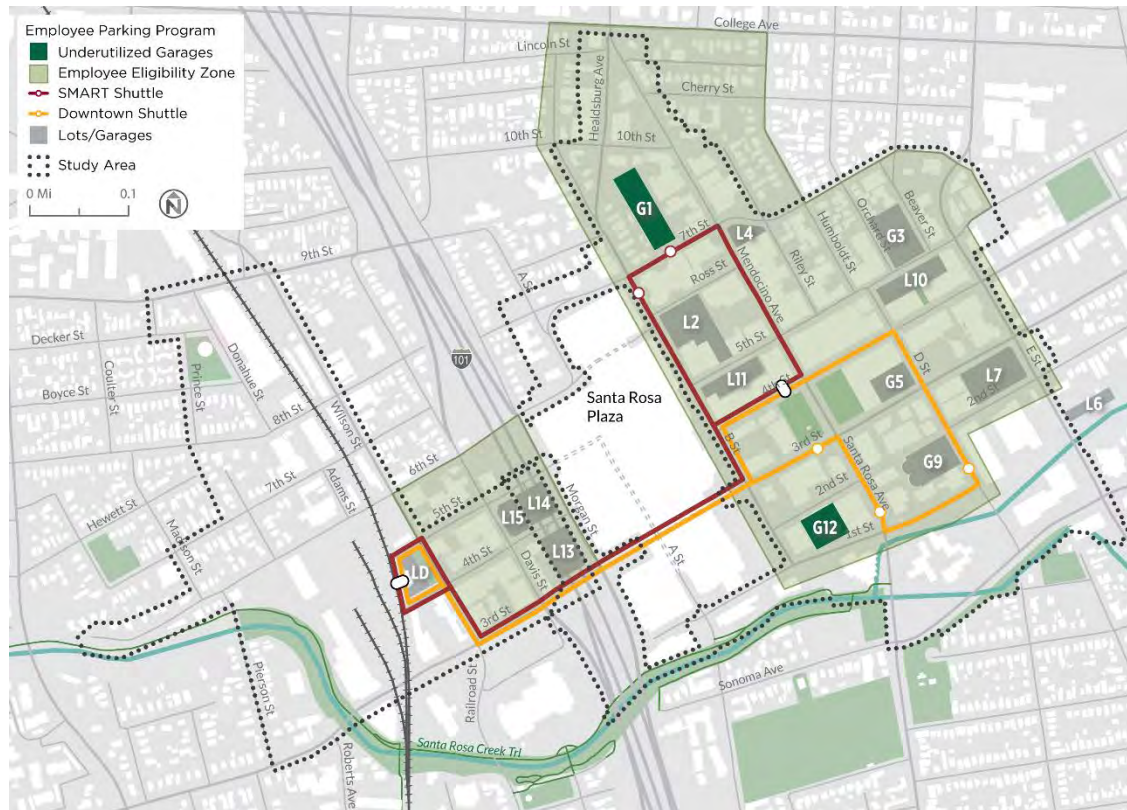 Employee Parking Program
Underutilized Garages
Employee Eligibility Zone
SMART Shuttle
Downtown Shuttle
Lots/Garages
Study Area
0 Mi 0.1
N
College Ave
Lincoln St
Healdsburg Ave
Cherry St
10th St
10th St
G1
7th St
L4
Mendocino Ave
Ross St
Riley St
Humboldt St
Orchard St
Beaver St
G3
L10
9th St
A St
L2
5th St
L11
4th St
101
Santa Rosa
Plaza
Decker St
Boyce St
Coulter St
Prince St
Donahue St
8th St
Wilson St
D St
E St
G5
L7
2nd St
L6
B St
3rd St
Santa Rosa Ave
G9
2nd St
G12
1st St
6th St
7th St
Adams St
Hewett St
Madison St
5th St
L14
L15
Morgan St
4th St
L13
Davis St
LD
3rd St
A St
Railroad St
Pierson St
Roberts Ave
Sonoma Ave
Santa Rosa Creek Trl